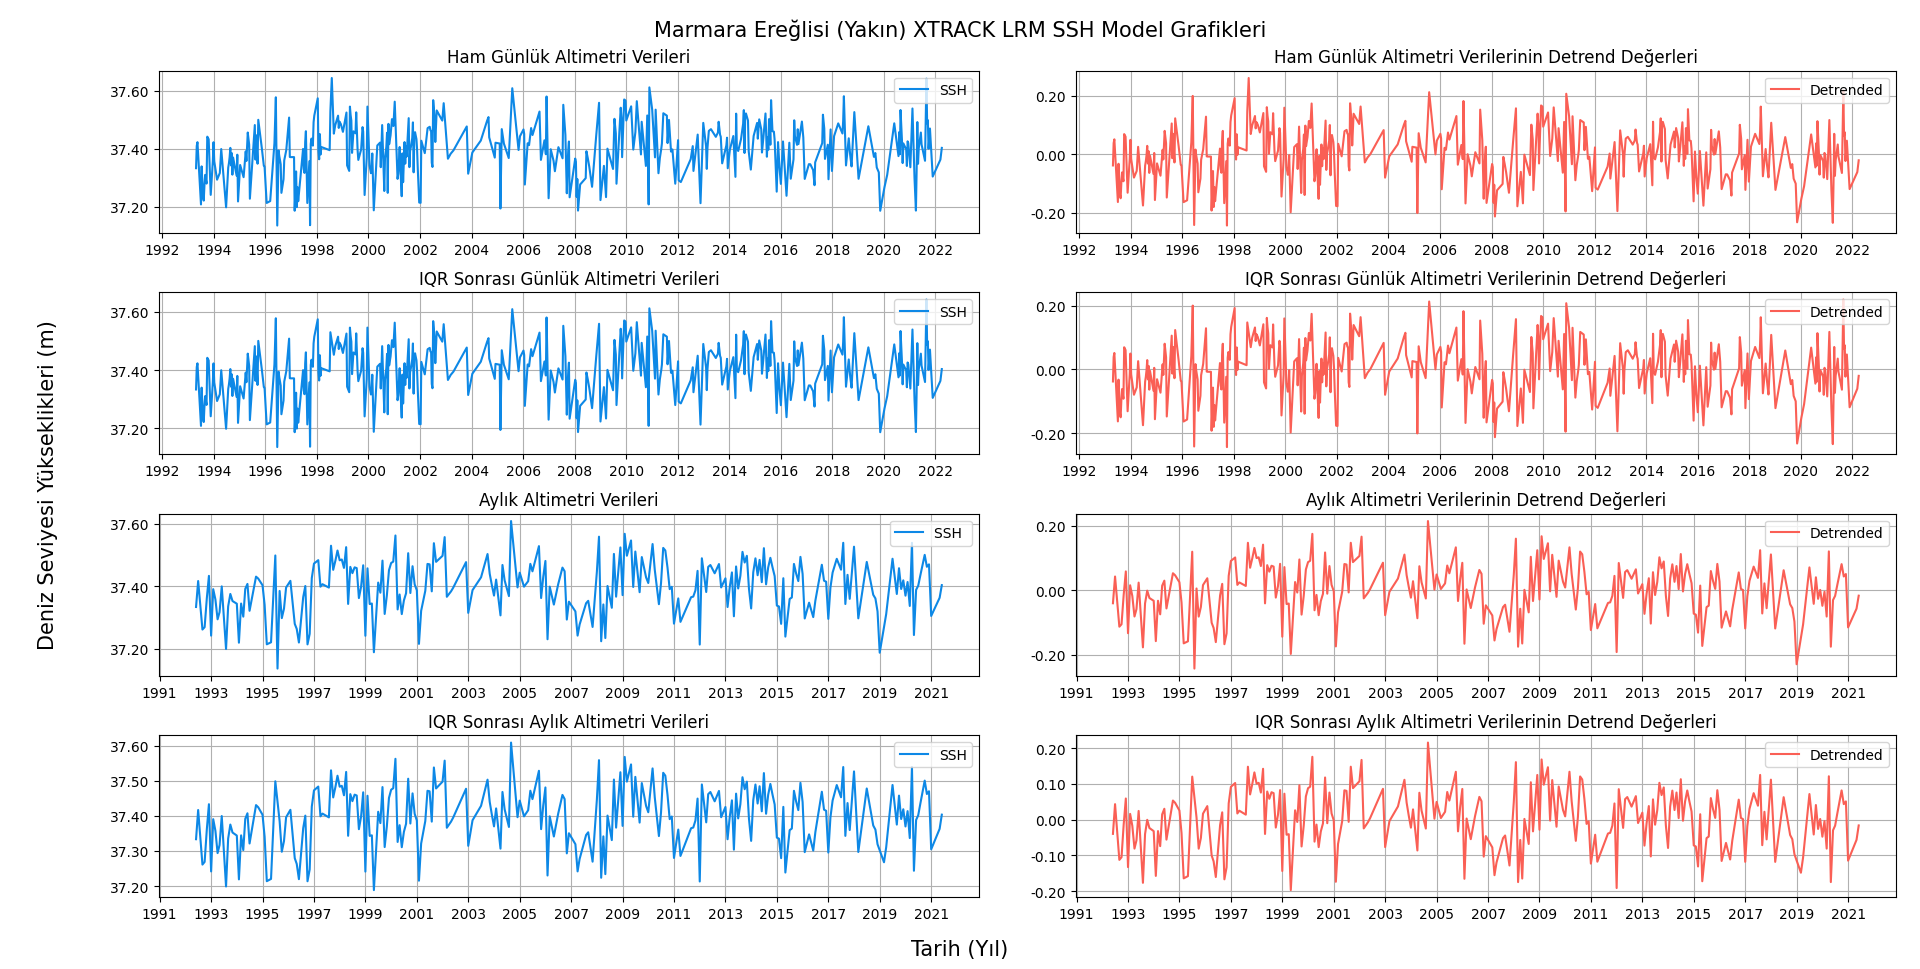 Marmara Ereğlisi (Yakın) XTRACK LRM SSH Model Grafikleri
Ham Günlük Altimetri Verileri
37.60
37.40
37.20
SSH
1992 1994 1996 1998 2000 2002 2004 2006 2008 2010 2012 2014 2016 2018 2020 2022
Ham Günlük Altimetri Verilerinin Detrend Değerleri
0.20
0.00
-0.20
Detrended
1992 1994 1996 1998 2000 2002 2004 2006 2008 2010 2012 2014 2016 2018 2020 2022
IQR Sonrası Günlük Altimetri Verileri
37.60
37.40
37.20
SSH
1992 1994 1996 1998 2000 2002 2004 2006 2008 2010 2012 2014 2016 2018 2020 2022
IQR Sonrası Günlük Altimetri Verilerinin Detrend Değerleri
0.20
0.00
-0.20
Detrended
1992 1994 1996 1998 2000 2002 2004 2006 2008 2010 2012 2014 2016 2018 2020 2022
Aylık Altimetri Verileri
37.60
37.40
37.20
SSH
1991 1993 1995 1997 1999 2001 2003 2005 2007 2009 2011 2013 2015 2017 2019 2021
Aylık Altimetri Verilerinin Detrend Değerleri
0.20
0.00
-0.20
Detrended
1991 1993 1995 1997 1999 2001 2003 2005 2007 2009 2011 2013 2015 2017 2019 2021
IQR Sonrası Aylık Altimetri Verileri
37.60
37.50
37.40
37.30
37.20
SSH
1991 1993 1995 1997 1999 2001 2003 2005 2007 2009 2011 2013 2015 2017 2019 2021
IQR Sonrası Aylık Altimetri Verilerinin Detrend Değerleri
0.20
0.10
0.00
-0.10
-0.20
Detrended
1991 1993 1995 1997 1999 2001 2003 2005 2007 2009 2011 2013 2015 2017 2019 2021
Deniz Seviyesi Yükseklikleri (m)
Tarih (Yıl)